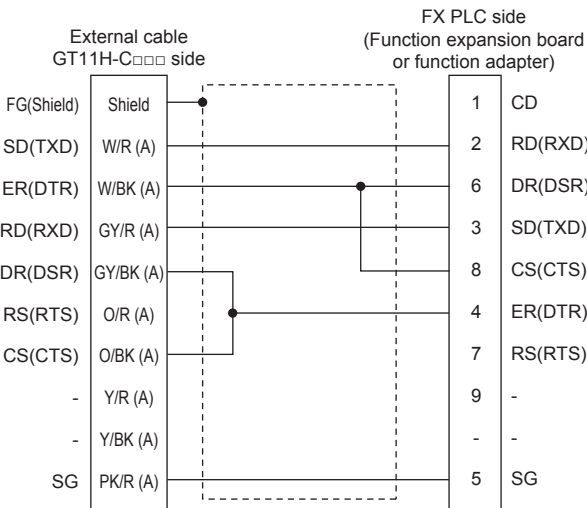 External cable
GT11H-C□□□ side
FX PLC side
(Function expansion board
or function adapter)
FG(Shield) Shield 1 CD
SD(TXD) W/R (A) 2 RD(RXD)
ER(DTR) W/BK (A) 6 DR(DSR)
RD(RXD) GY/R (A) 3 SD(TXD)
DR(DSR) GY/BK (A) 8 CS(CTS)
RS(RTS) O/R (A) 4 ER(DTR)
CS(CTS) O/BK (A) 7 RS(RTS)
- Y/R (A) 9 -
- Y/BK (A) - -
SG PK/R (A) 5 SG